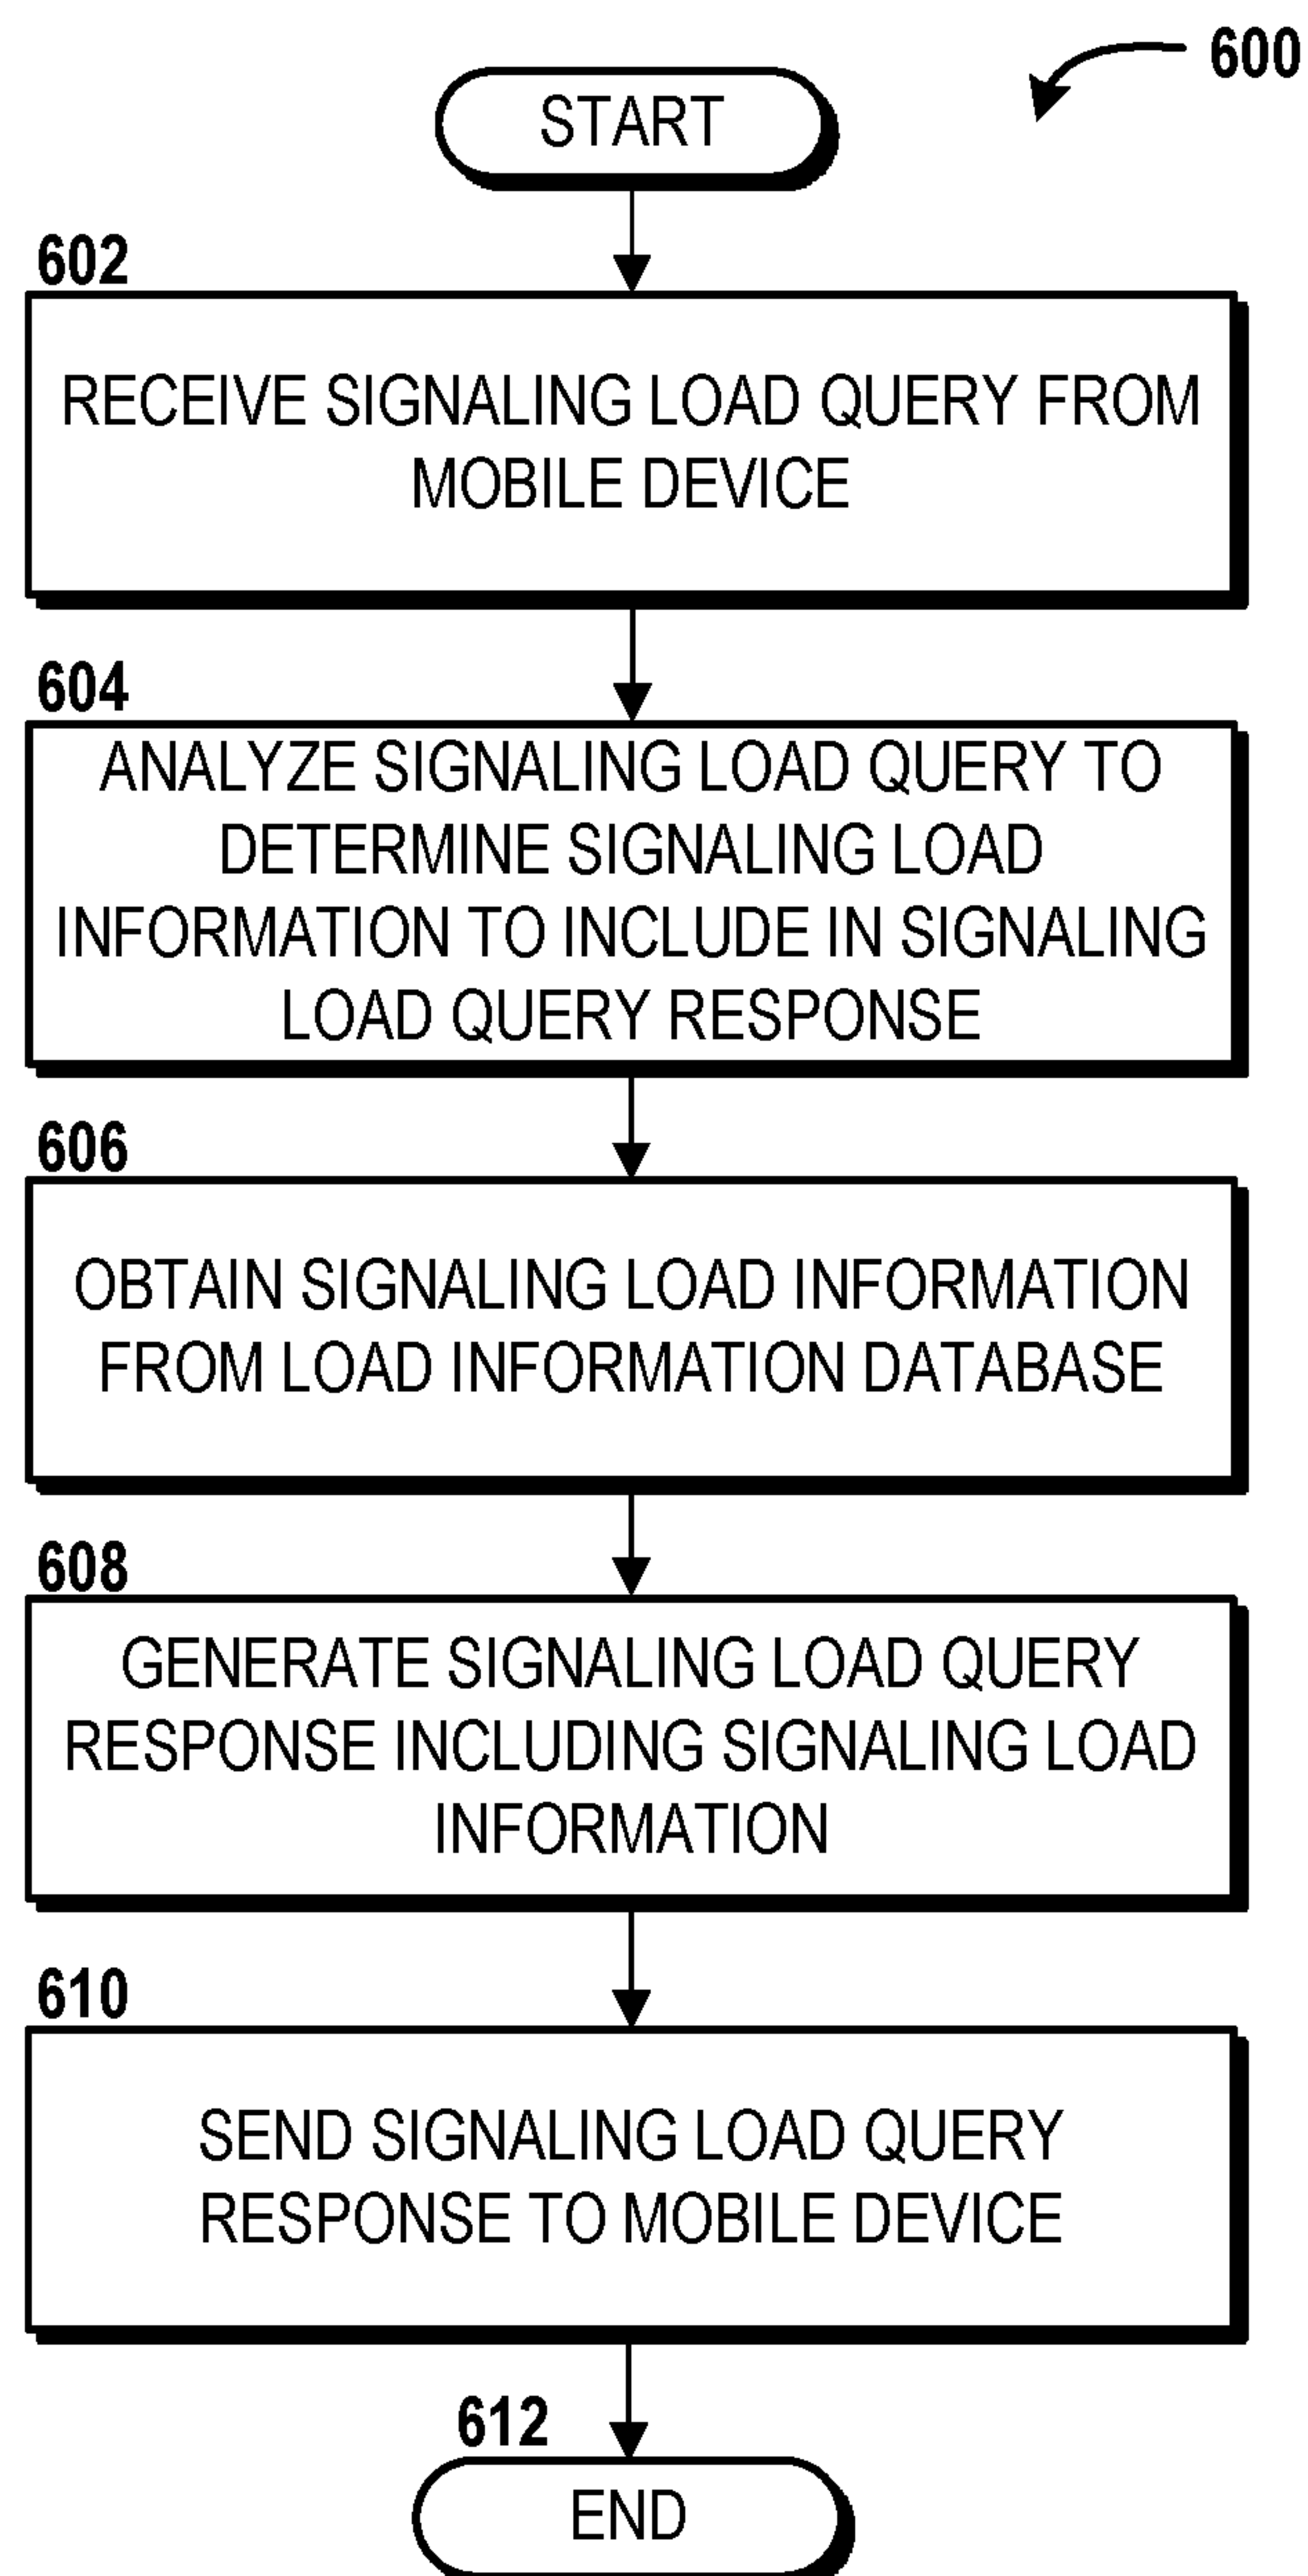 600
START
602
RECEIVE SIGNALING LOAD QUERY FROM
MOBILE DEVICE
604
ANALYZE SIGNALING LOAD QUERY TO
DETERMINE SIGNALING LOAD
INFORMATION TO INCLUDE IN SIGNALING
LOAD QUERY RESPONSE
606
OBTAIN SIGNALING LOAD INFORMATION
FROM LOAD INFORMATION DATABASE
608
GENERATE SIGNALING LOAD QUERY
RESPONSE INCLUDING SIGNALING LOAD
INFORMATION
610
SEND SIGNALING LOAD QUERY
RESPONSE TO MOBILE DEVICE
612
END